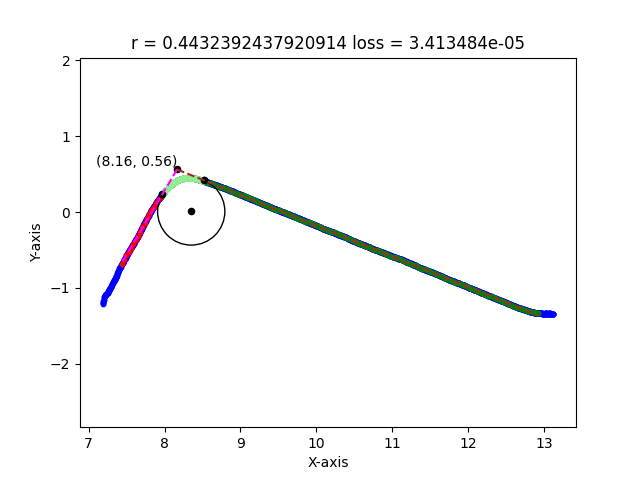 r = 0.4432392437920914 loss = 3.413484e-05
2
1
0
−1
−2
Y-axis
(8.16, 0.56)
7 8 9 10 11 12 13
X-axis